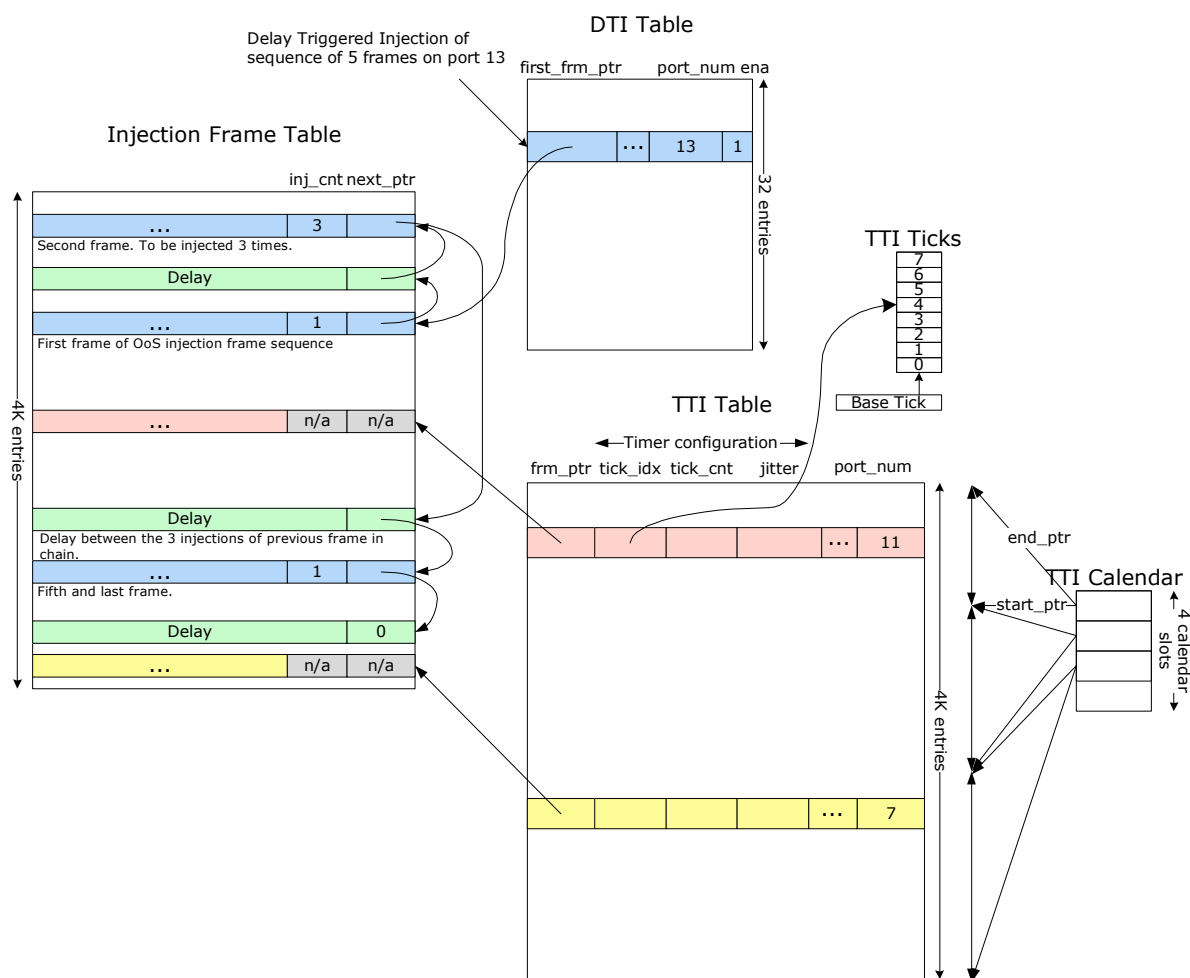 DTI Table
Delay Triggered Injection of
sequence of 5 frames on port 13
first_frm_ptr port_num ena
... 13 1
32 entries
Injection Frame Table
inj_cnt next_ptr
... 3
Second frame. To be injected 3 times.
Delay
... 1
First frame of OoS injection frame sequence
... n/a n/a
Delay
Delay between the 3 injections of previous frame in
chain.
... 1
Fifth and last frame.
Delay 0
... n/a n/a
4K entries
TTI Ticks
7
6
5
4
3
2
1
0
Base Tick
TTI Table
Timer configuration
frm_ptr tick_idx tick_cnt jitter port_num
... 11
... 7
4K entries
end_ptr
TTI Calendar
start_ptr
4 calendar
slots